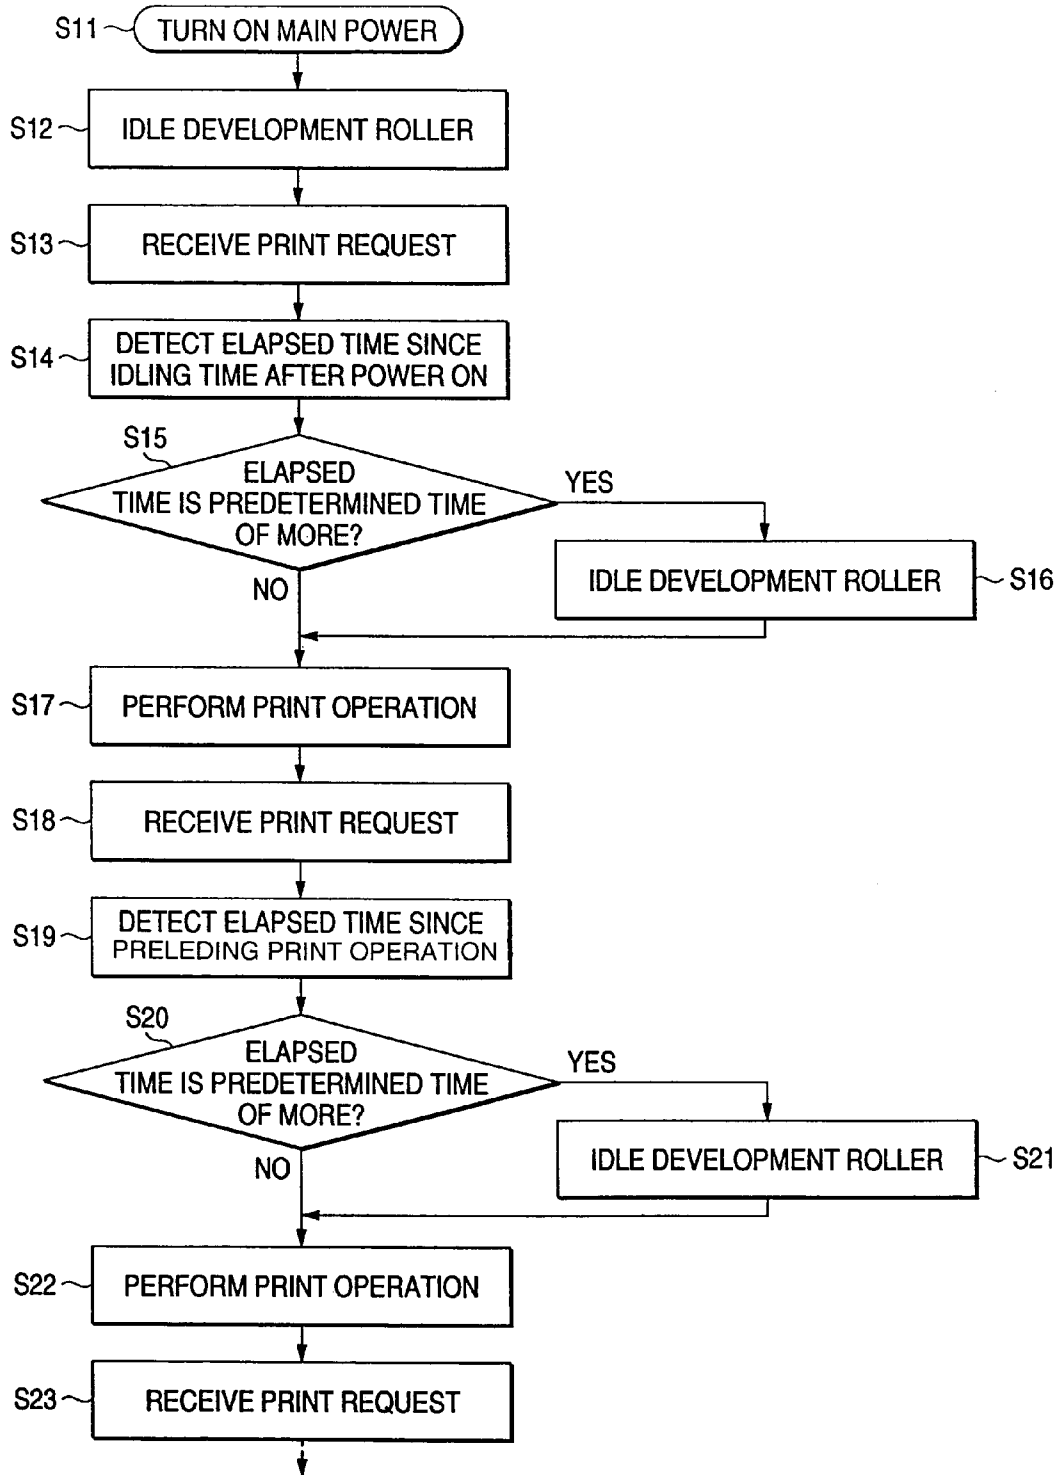 S11
TURN ON MAIN POWER
S12
IDLE DEVELOPMENT ROLLER
S13
RECEIVE PRINT REQUEST
S14
DETECT ELAPSED TIME SINCE
IDLING TIME AFTER POWER ON
S15
ELAPSED
TIME IS PREDETERMINED TIME
OF MORE?
YES
NO
IDLE DEVELOPMENT ROLLER
S16
S17
PERFORM PRINT OPERATION
S18
RECEIVE PRINT REQUEST
S19
DETECT ELAPSED TIME SINCE
PRELEDING PRINT OPERATION
S20
ELAPSED
TIME IS PREDETERMINED TIME
OF MORE?
YES
NO
IDLE DEVELOPMENT ROLLER
S21
S22
PERFORM PRINT OPERATION
S23
RECEIVE PRINT REQUEST